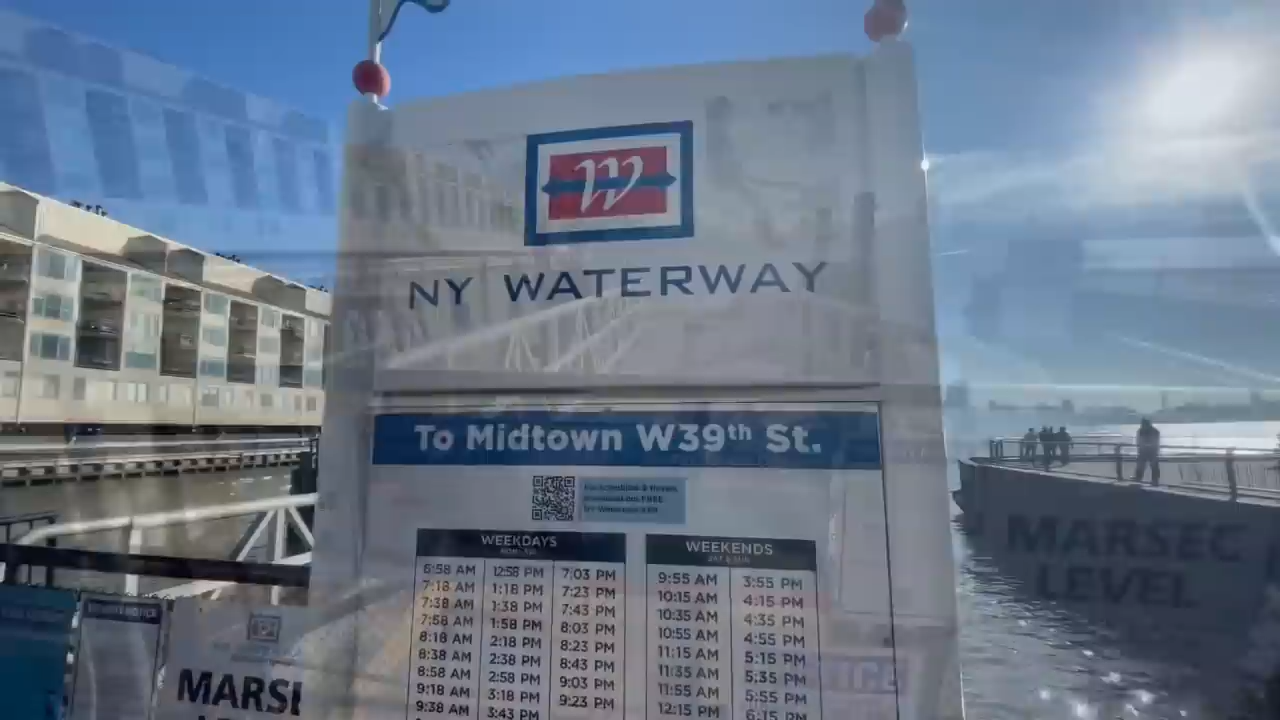 NY WATERWAY
To Midtown W39th St.
WEEKDAYS
6:58 AM 12:58 PM 7:03 PM
7:18 AM 1:18 PM 7:23 PM
7:38 AM 1:38 PM 7:43 PM
7:58 AM 1:58 PM 8:03 PM
8:18 AM 2:18 PM 8:23 PM
8:38 AM 2:38 PM 8:43 PM
8:58 AM 2:58 PM 9:03 PM
9:18 AM 3:18 PM 9:23 PM
9:38 AM 3:43 PM
WEEKENDS
9:55 AM 3:55 PM
10:15 AM 4:15 PM
10:35 AM 4:35 PM
10:55 AM 4:55 PM
11:15 AM 5:15 PM
11:35 AM 5:35 PM
11:55 AM 5:55 PM
12:15 PM 6:15 PM
MARSEC
LEVEL
MARSI